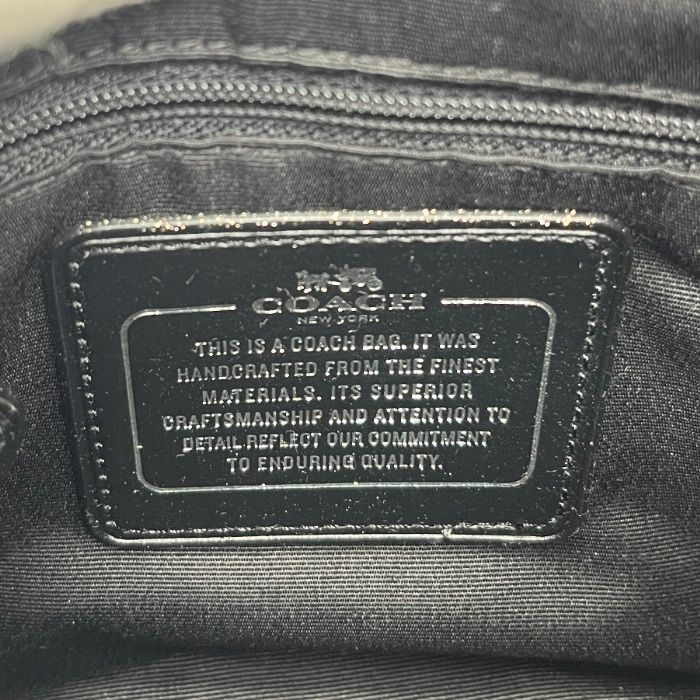 COACH
NEW YORK
THIS IS A COACH BAG. IT WAS
HANDCRAFTED FROM THE FINEST
MATERIALS. ITS SUPERIOR
CRAFTSMANSHIP AND ATTENTION TO
DETAIL REFLECT OUR COMMITMENT
TO ENDURING QUALITY.